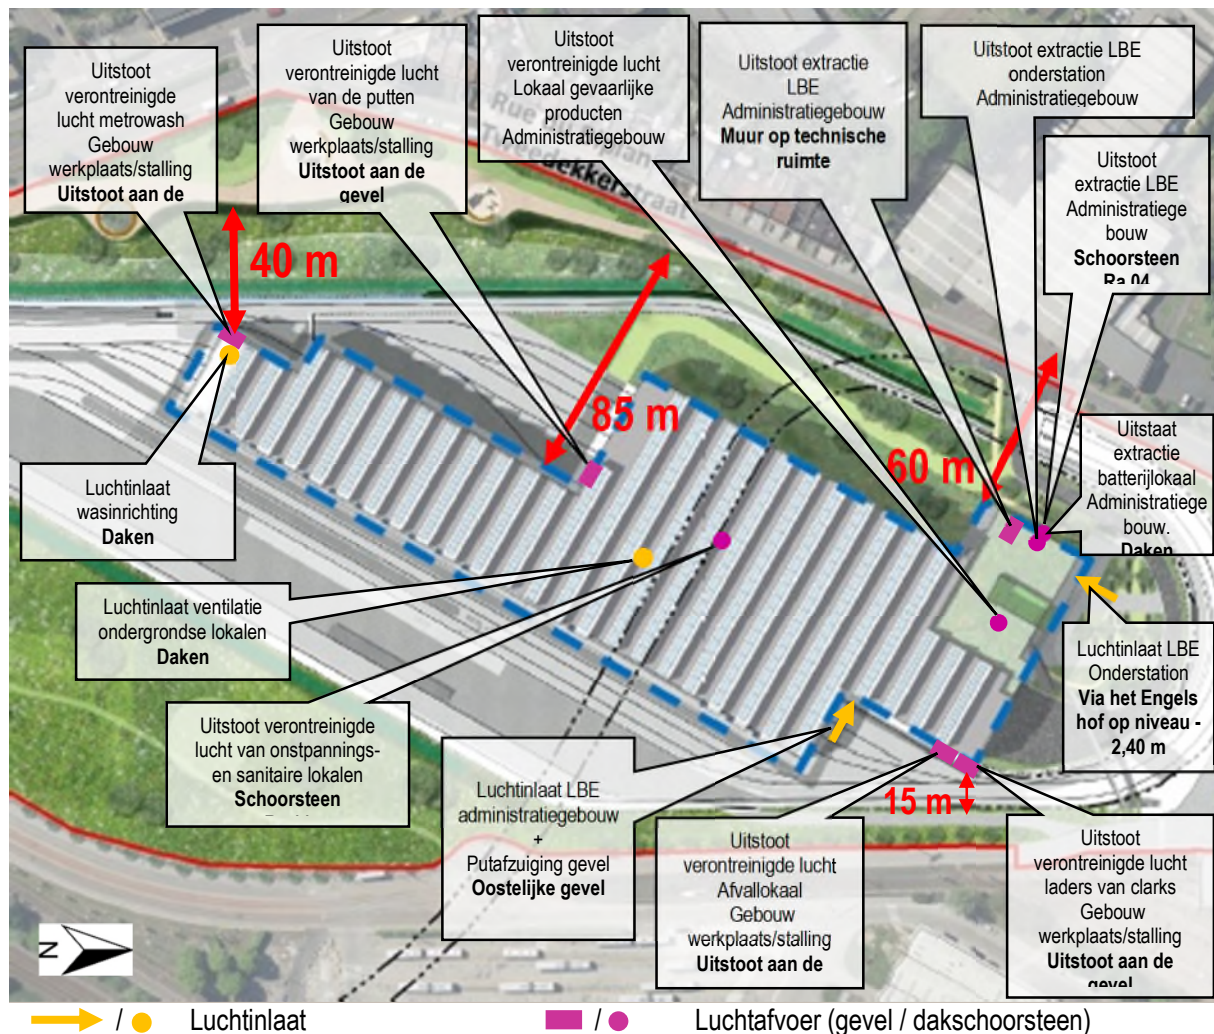 Uitstoot
verontreinigde
lucht metrowash
Gebouw
werkplaats/stalling
Uitstoot aan de
Uitstoot
verontreinigde lucht
van de putten
Gebouw
werkplaats/stalling
Uitstoot aan de
gevel
Uitstoot
verontreinigde lucht
Lokaal gevaarlijke
producten
Administratiegebouw
Uitstoot extractie
LBE
Administratiegebouw
Muur op technische
ruimte
Uitstoot extractie LBE
onderstation
Administratiegebouw
Uitstoot
extractie LBE
Administratiege
bouw
Schoorsteen
Ra 04
Rue
Tweedekkerstraat
40 m
85 m
60 m
15 m
Uitstaat
extractie
batterijlokaal
Administratiege
bouw.
Daken
Luchtinlaat
wasinrichting
Daken
Luchtinlaat ventilatie
ondergrondse lokalen
Daken
Uitstoot verontreinigde
lucht van onstpannings-
en sanitaire lokalen
Schoorsteen
Luchtinlaat LBE
administratiegebouw
+
Putafzuiging gevel
Oostelijke gevel
Uitstoot
verontreinigde lucht
Afvallokaal
Gebouw
werkplaats/stalling
Uitstoot aan de
Luchtinlaat LBE
Onderstation
Via het Engels
hof op niveau -
2,40 m
Uitstoot
verontreinigde lucht
laders van clarks
Gebouw
werkplaats/stalling
Uitstoot aan de
gevel
N
/ Luchtinlaat
/ Luchtafvoer (gevel / dakschoorsteen)